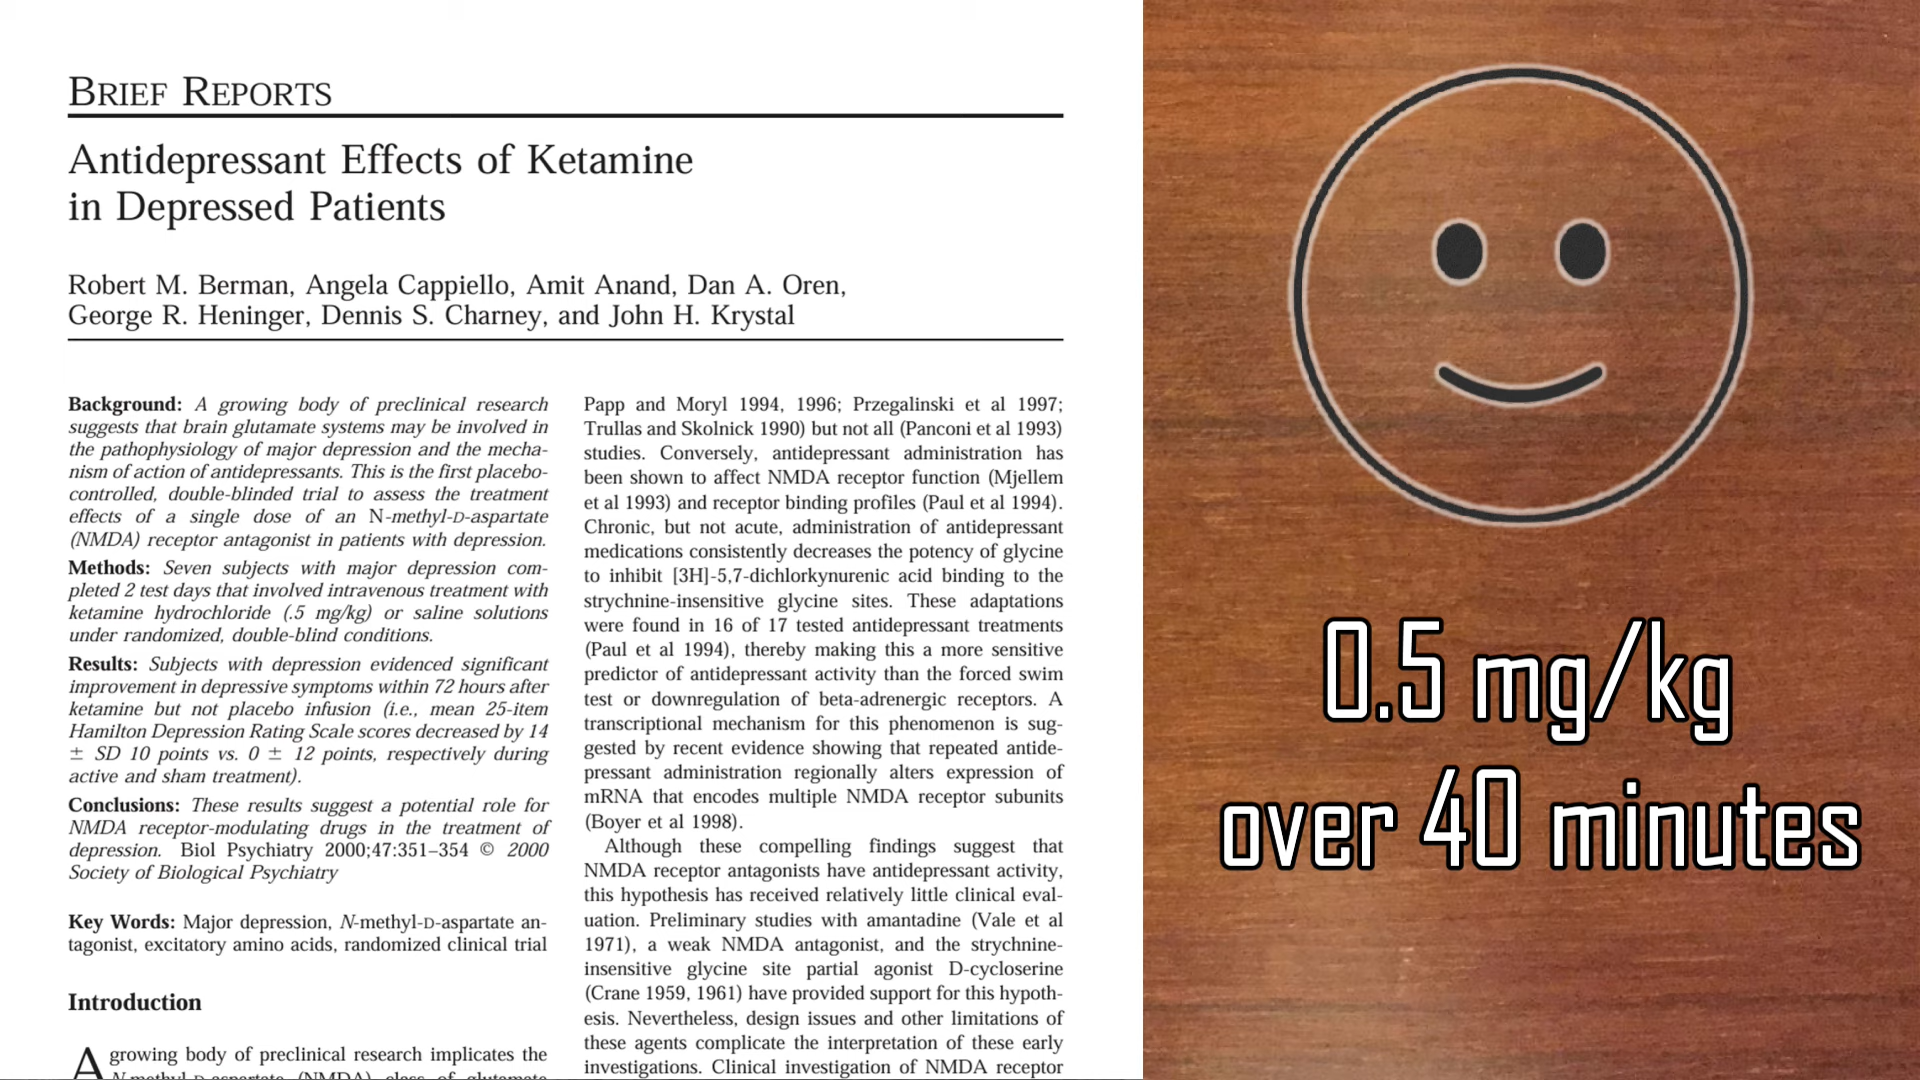 BRIEF REPORTS
Antidepressant Effects of Ketamine
in Depressed Patients
Robert M. Berman, Angela Cappiello, Amit Anand, Dan A. Oren,
George R. Heninger, Dennis S. Charney, and John H. Krystal
Background: A growing body of preclinical research
suggests that brain glutamate systems may be involved in
the pathophysiology of major depression and the mecha-
nism of action of antidepressants. This is the first placebo-
controlled, double-blinded trial to assess the treatment
effects of a single dose of an N-methyl-D-aspartate
(NMDA) receptor antagonist in patients with depression.
Methods: Seven subjects with major depression com-
pleted 2 test days that involved intravenous treatment with
ketamine hydrochloride (.5 mg/kg) or saline solutions
under randomized, double-blind conditions.
Results: Subjects with depression evidenced significant
improvement in depressive symptoms within 72 hours after
ketamine but not placebo infusion (i.e., mean 25-item
Hamilton Depression Rating Scale scores decreased by 14
± SD 10 points vs. 0 ± 12 points, respectively during
active and sham treatment).
Conclusions: These results suggest a potential role for
NMDA receptor-modulating drugs in the treatment of
depression. Biol Psychiatry 2000;47:351–354 © 2000
Society of Biological Psychiatry
Key Words: Major depression, N-methyl-D-aspartate an-
tagonist, excitatory amino acids, randomized clinical trial
Introduction
A growing body of preclinical research implicates the
N-methyl-D-aspartate (NMDA) class of glutamate
Papp and Moryl 1994, 1996; Przegalinski et al 1997;
Trullas and Skolnick 1990) but not all (Panconi et al 1993)
studies. Conversely, antidepressant administration has
been shown to affect NMDA receptor function (Mjellem
et al 1993) and receptor binding profiles (Paul et al 1994).
Chronic, but not acute, administration of antidepressant
medications consistently decreases the potency of glycine
to inhibit [3H]-5,7-dichlorkynurenic acid binding to the
strychnine-insensitive glycine sites. These adaptations
were found in 16 of 17 tested antidepressant treatments
(Paul et al 1994), thereby making this a more sensitive
predictor of antidepressant activity than the forced swim
test or downregulation of beta-adrenergic receptors. A
transcriptional mechanism for this phenomenon is sug-
gested by recent evidence showing that repeated antide-
pressant administration regionally alters expression of
mRNA that encodes multiple NMDA receptor subunits
(Boyer et al 1998).
Although these compelling findings suggest that
NMDA receptor antagonists have antidepressant activity,
this hypothesis has received relatively little clinical eval-
uation. Preliminary studies with amantadine (Vale et al
1971), a weak NMDA antagonist, and the strychnine-
insensitive glycine site partial agonist D-cycloserine
(Crane 1959, 1961) have provided support for this hypoth-
esis. Nevertheless, design issues and other limitations of
these agents complicate the interpretation of these early
investigations. Clinical investigation of NMDA receptor
0.5 mg/kg
over 40 minutes